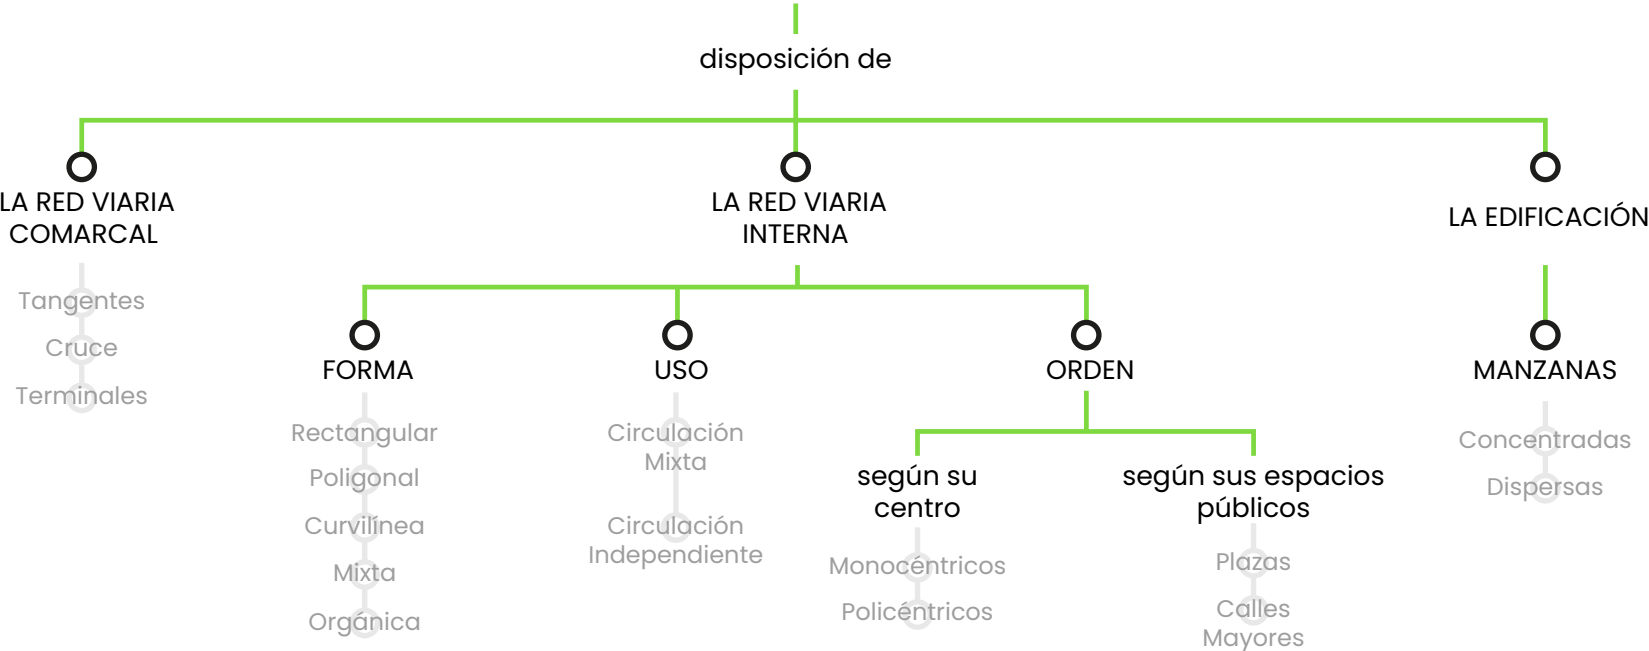 disposición de
LA RED VIARIA
COMARCAL
Tangentes
Cruce
Terminales
LA RED VIARIA
INTERNA
FORMA
Rectangular
Poligonal
Curvilínea
Mixta
Orgánica
USO
Circulación
Mixta
Circulación
Independiente
ORDEN
según su
centro
Monocéntricos
Policéntricos
según sus espacios
públicos
Plazas
Calles
Mayores
LA EDIFICACIÓN
MANZANAS
Concentradas
Dispersas